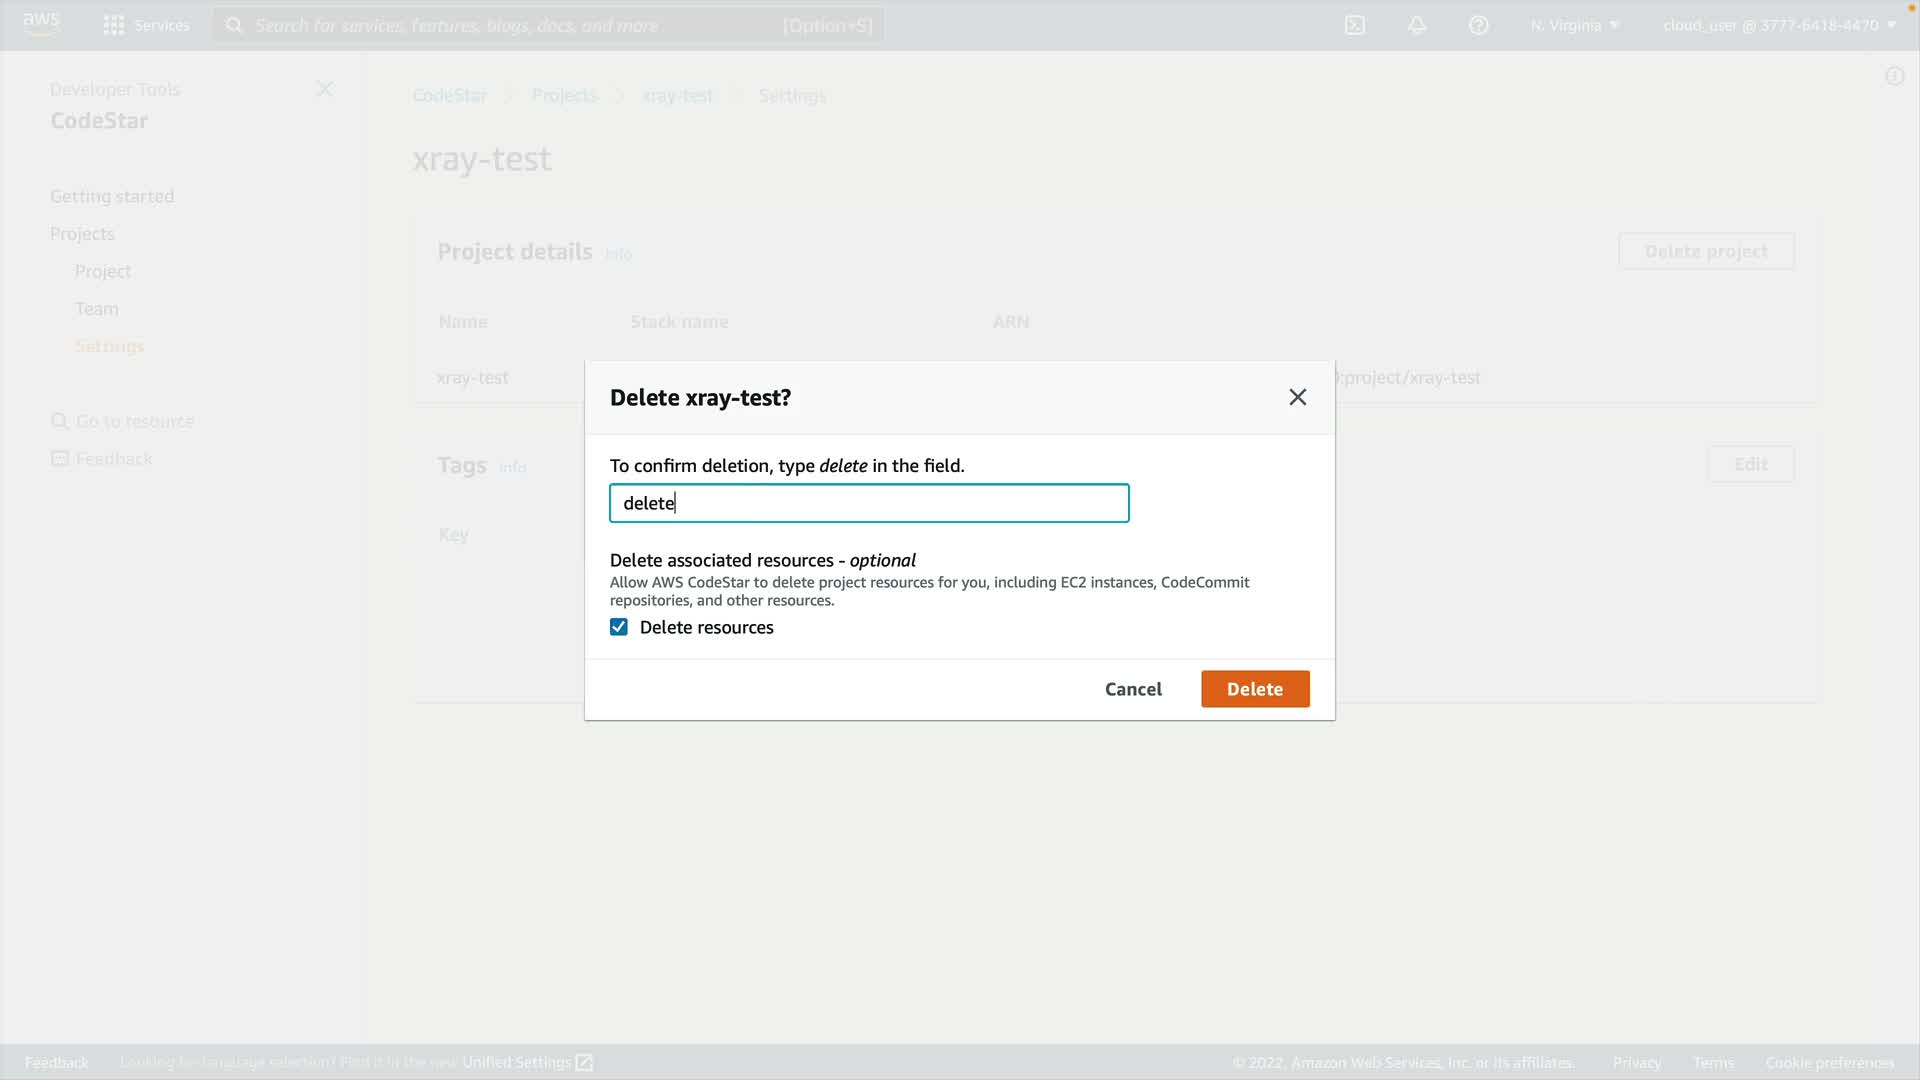 aws
Services
Search for services, features, blogs, docs, and more
[Option+S]
N. Virginia
cloud_user @ 3777-6418-4470
Developer Tools
CodeStar
Getting started
Projects
Project
Team
Settings
Go to resource
Feedback
CodeStar
Projects
xray-test
Settings
xray-test
Project details Info
Delete project
Name
Stack name
ARN
xray-test
:project/xray-test
Tags Info
Edit
Key
Delete xray-test?
To confirm deletion, type delete in the field.
delete
Delete associated resources - optional
Allow AWS CodeStar to delete project resources for you, including EC2 instances, CodeCommit
repositories, and other resources.
Delete resources
Cancel
Delete
Feedback
Looking for language selection? Find it in the new Unified Settings
© 2022, Amazon Web Services, Inc. or its affiliates.
Privacy
Terms
Cookie preferences